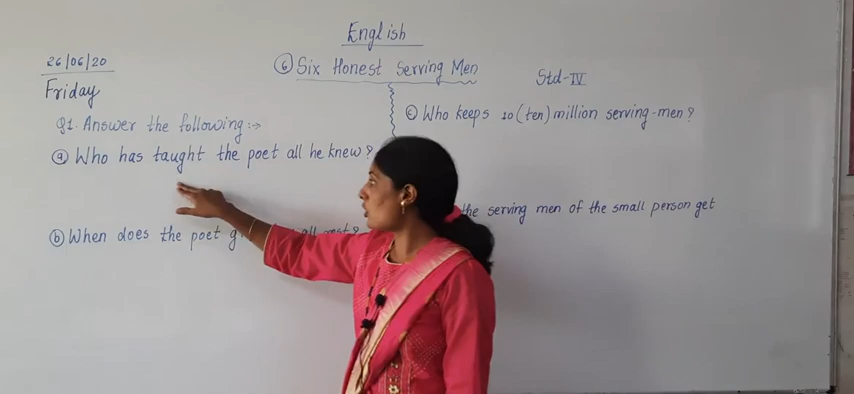 English
26/06/20
Friday
⑥ Six Honest Serving Men
Std-IV
Q1. Answer the following :→
ⓐ Who has taught the poet all he knew?
ⓑ When does the poet
ⓒ Who keeps 10 (ten) million serving-men?
the serving men of the small person get